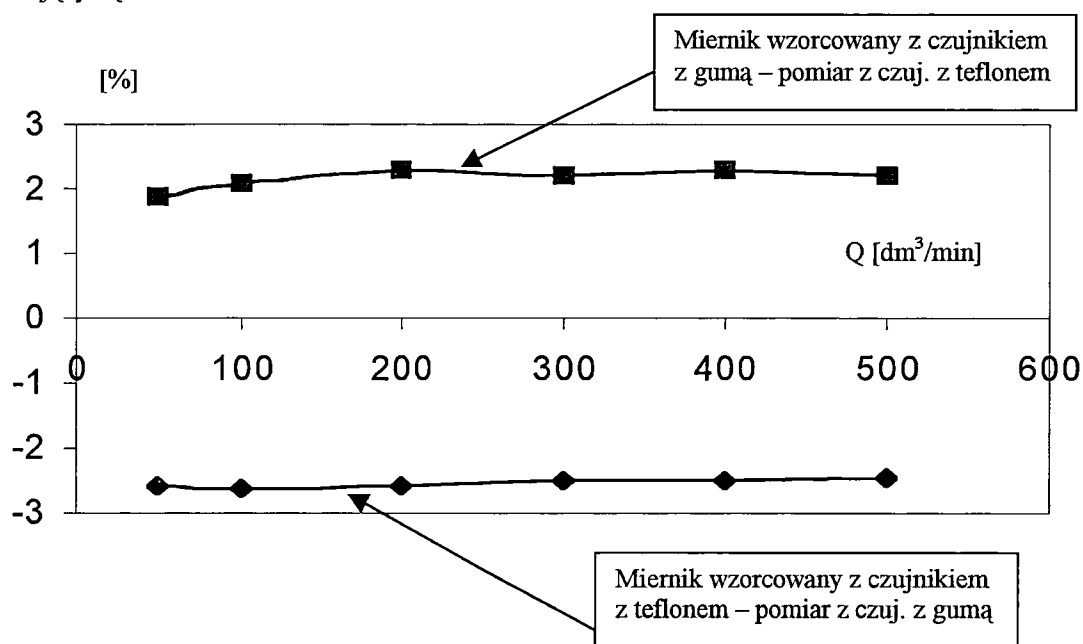 Miernik wzorcowany z czujnikiem
z gumą – pomiar z czuj. z teflonem
[%]
3
2
1
Q [dm³/min]
0
0 100 200 300 400 500 600
-1
-2
-3
Miernik wzorcowany z czujnikiem
z teflonem – pomiar z czuj. z gumą